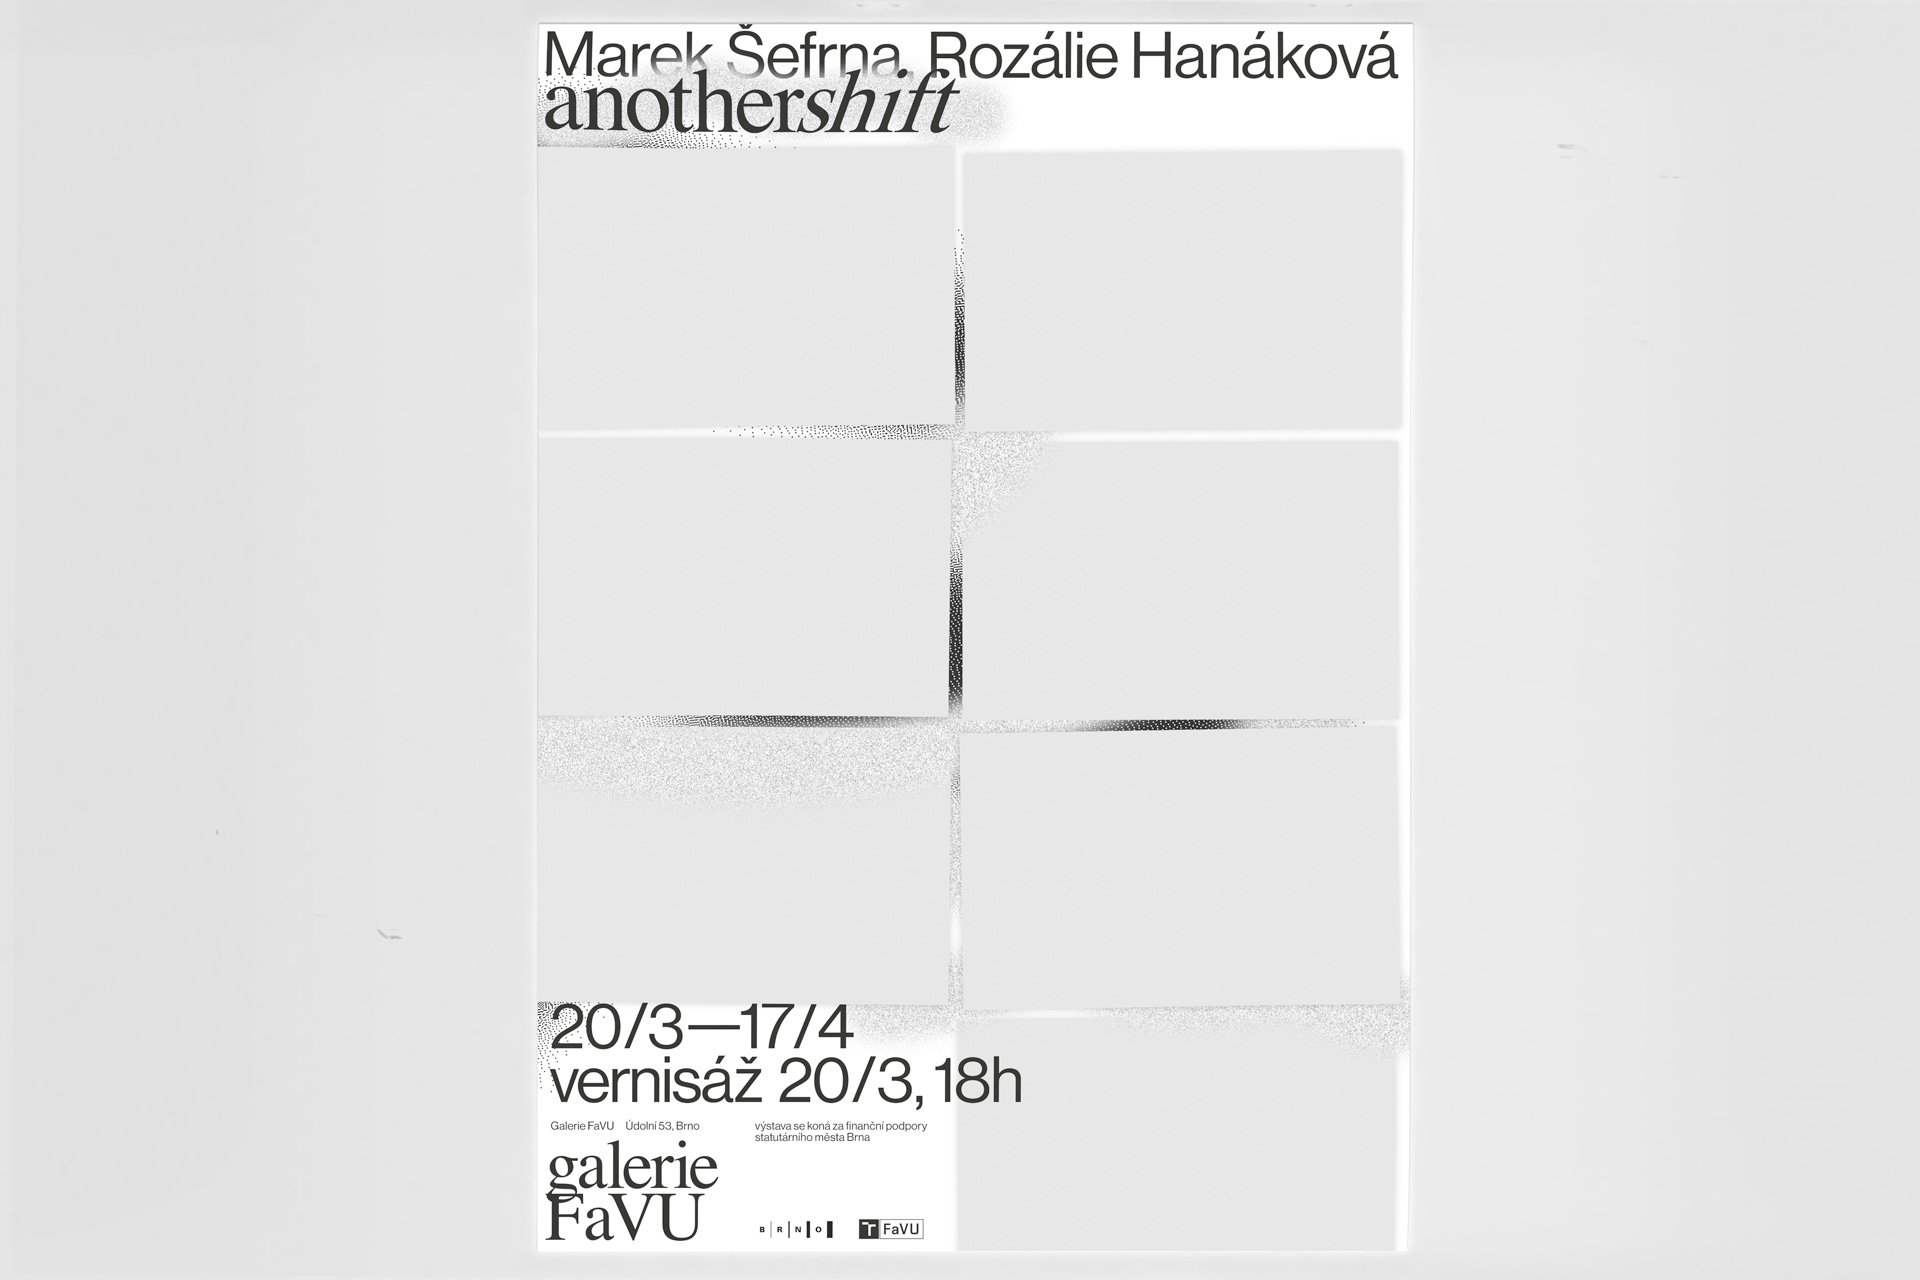 Marek Šefrna, Rozálie Hanáková
anothershift
20/3—17/4
vernisáž 20/3, 18h
Galerie FaVU Údolní 53, Brno
výstava se koná za finanční podpory
statutárního města Brna
galerie
FaVU
BRNO
T FaVU